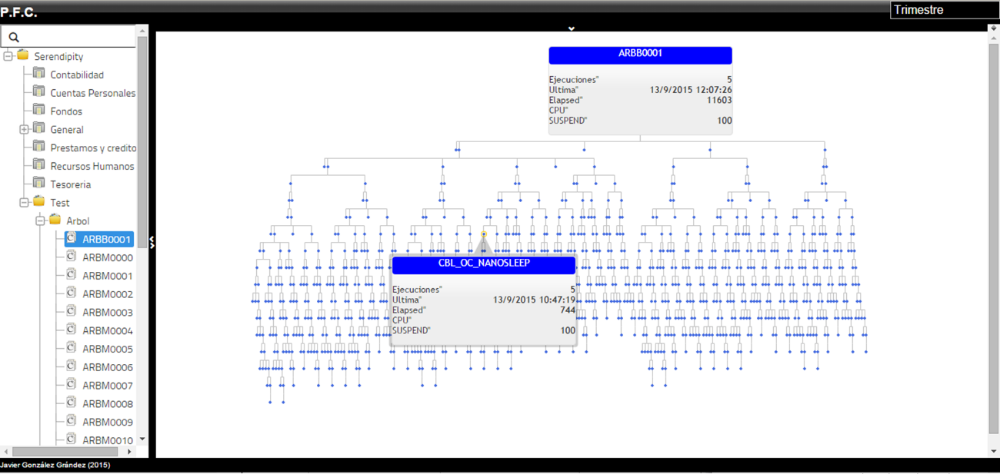 P.F.C.
Trimestre
Serendipity
Contabilidad
Cuentas Personales
Fondos
General
Prestamos y credito
Recursos Humanos
Tesoreria
Test
Arbol
ARBB0001
ARBM0000
ARBM0001
ARBM0002
ARBM0003
ARBM0004
ARBM0005
ARBM0006
ARBM0007
ARBM0008
ARBM0009
ARBM0010
ARBB0001
Ejecuciones" 5
Ultima" 13/9/2015 12:07:26
Elapsed" 11603
CPU"
SUSPEND" 100
CBL_OC_NANOSLEEP
Ejecuciones" 5
Ultima" 13/9/2015 10:47:19
Elapsed" 744
CPU"
SUSPEND" 100
Javier González Grández (2015)